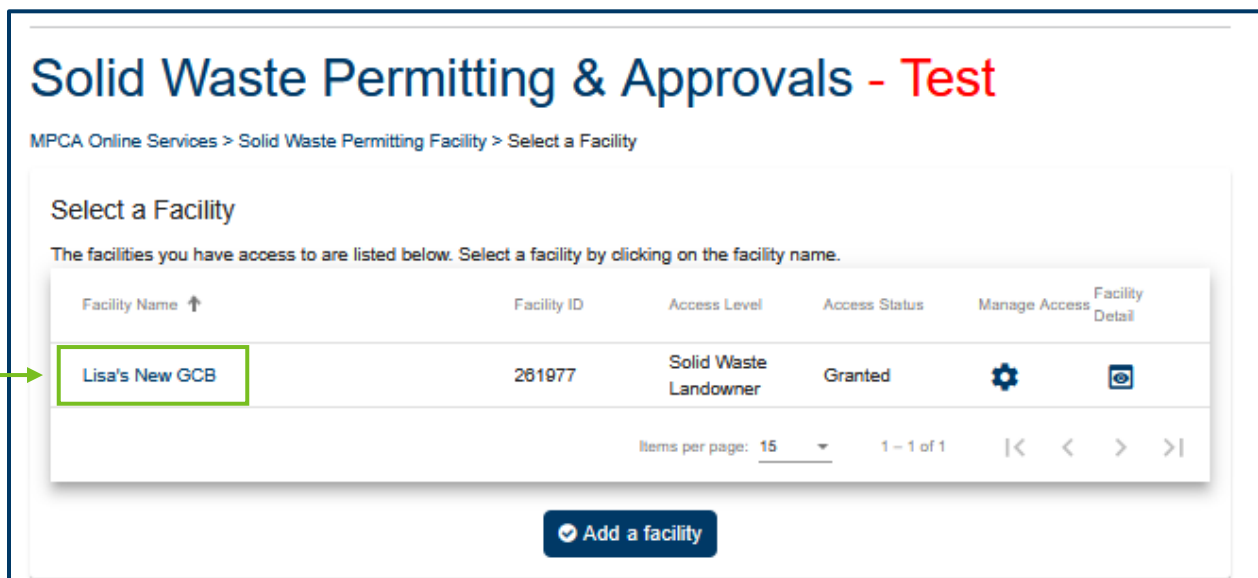 Solid Waste Permitting & Approvals - Test
MPCA Online Services > Solid Waste Permitting Facility > Select a Facility
Select a Facility
The facilities you have access to are listed below. Select a facility by clicking on the facility name.
Facility Name Facility ID Access Level Access Status Manage Access Facility Detail
Lisa's New GCB 261977 Solid Waste Landowner Granted
Items per page: 15 1 – 1 of 1
Add a facility